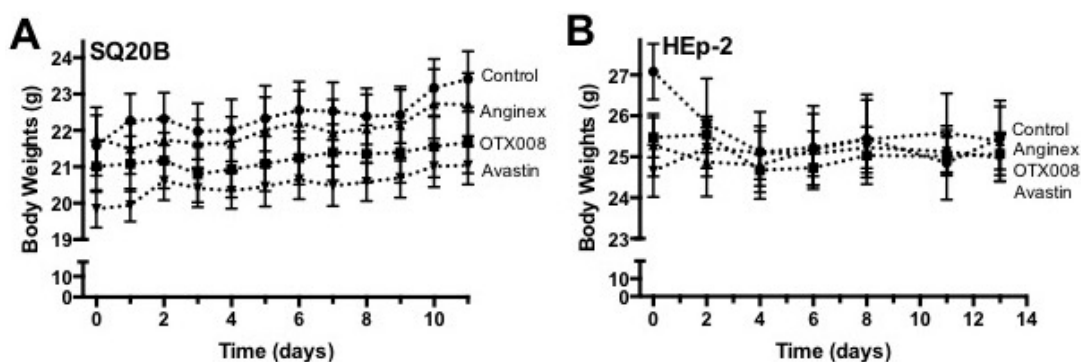 A
SQ20B
Body Weights (g)
24
23
22
21
20
19
10
0
0 2 4 6 8 10
Time (days)
Control
Anginex
OTX008
Avastin
B
HEp-2
Body Weights (g)
27
26
25
23
10
0
0 2 4 6 8 10 12 14
Time (days)
Control
Anginex
OTX008
Avastin